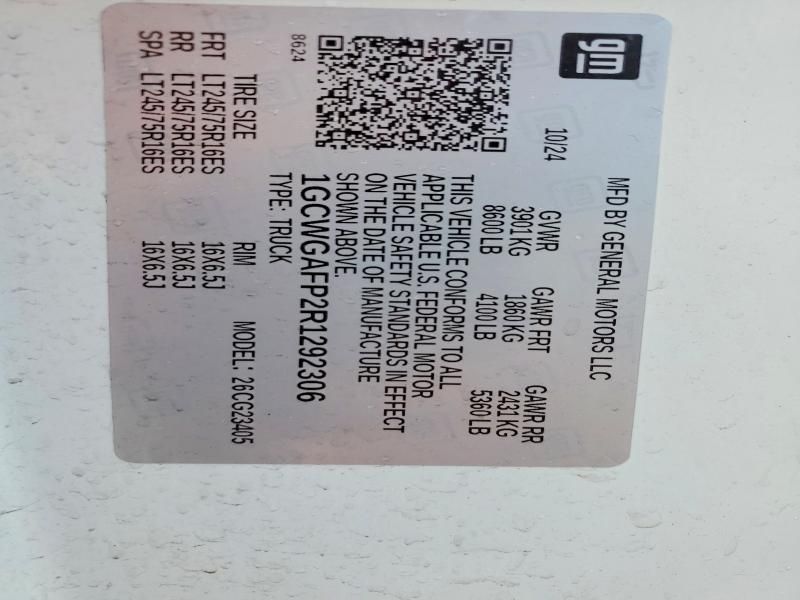 gm
MFD BY GENERAL MOTORS LLC
10/24
GVWR GAWR FRT GAWR RR
3901 KG 1860 KG 2431 KG
8600 LB 4100 LB 5360 LB
THIS VEHICLE CONFORMS TO ALL
APPLICABLE U.S. FEDERAL MOTOR
VEHICLE SAFETY STANDARDS IN EFFECT
ON THE DATE OF MANUFACTURE
SHOWN ABOVE.
1GCWGAFP2R1292306
TYPE: TRUCK
8624
MODEL: 26CG23405
TIRE SIZE RIM
FRT LT245/75R16ES 16X6.5J
RR LT245/75R16ES 16X6.5J
SPA LT245/75R16ES 16X6.5J